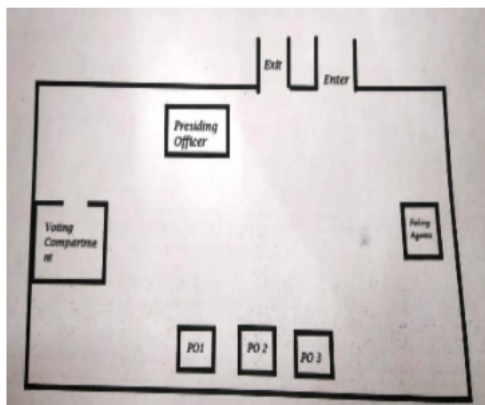 Exit
Enter
Presiding
Officer
Voting
Compartme
nt
Polling
Agents
PO1
PO 2
PO 3